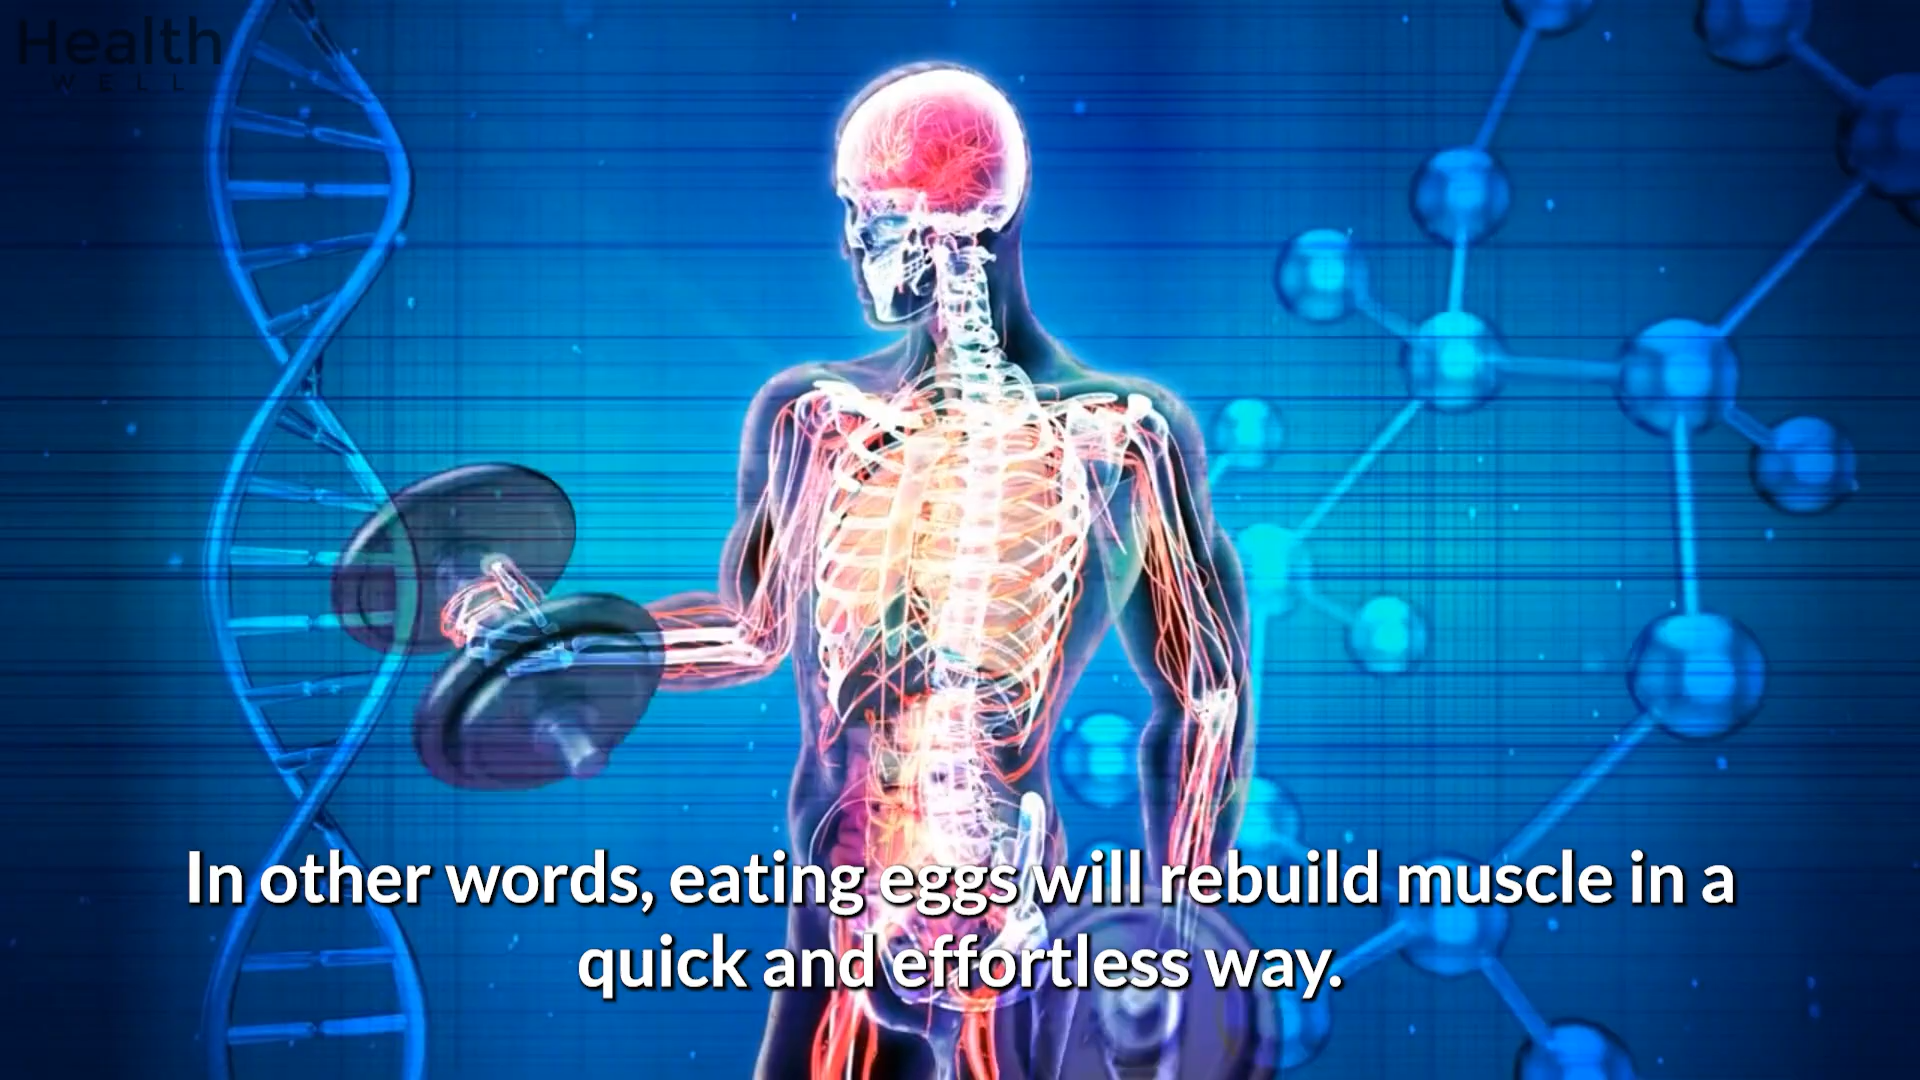 Health
WELL
In other words, eating eggs will rebuild muscle in a
quick and effortless way.